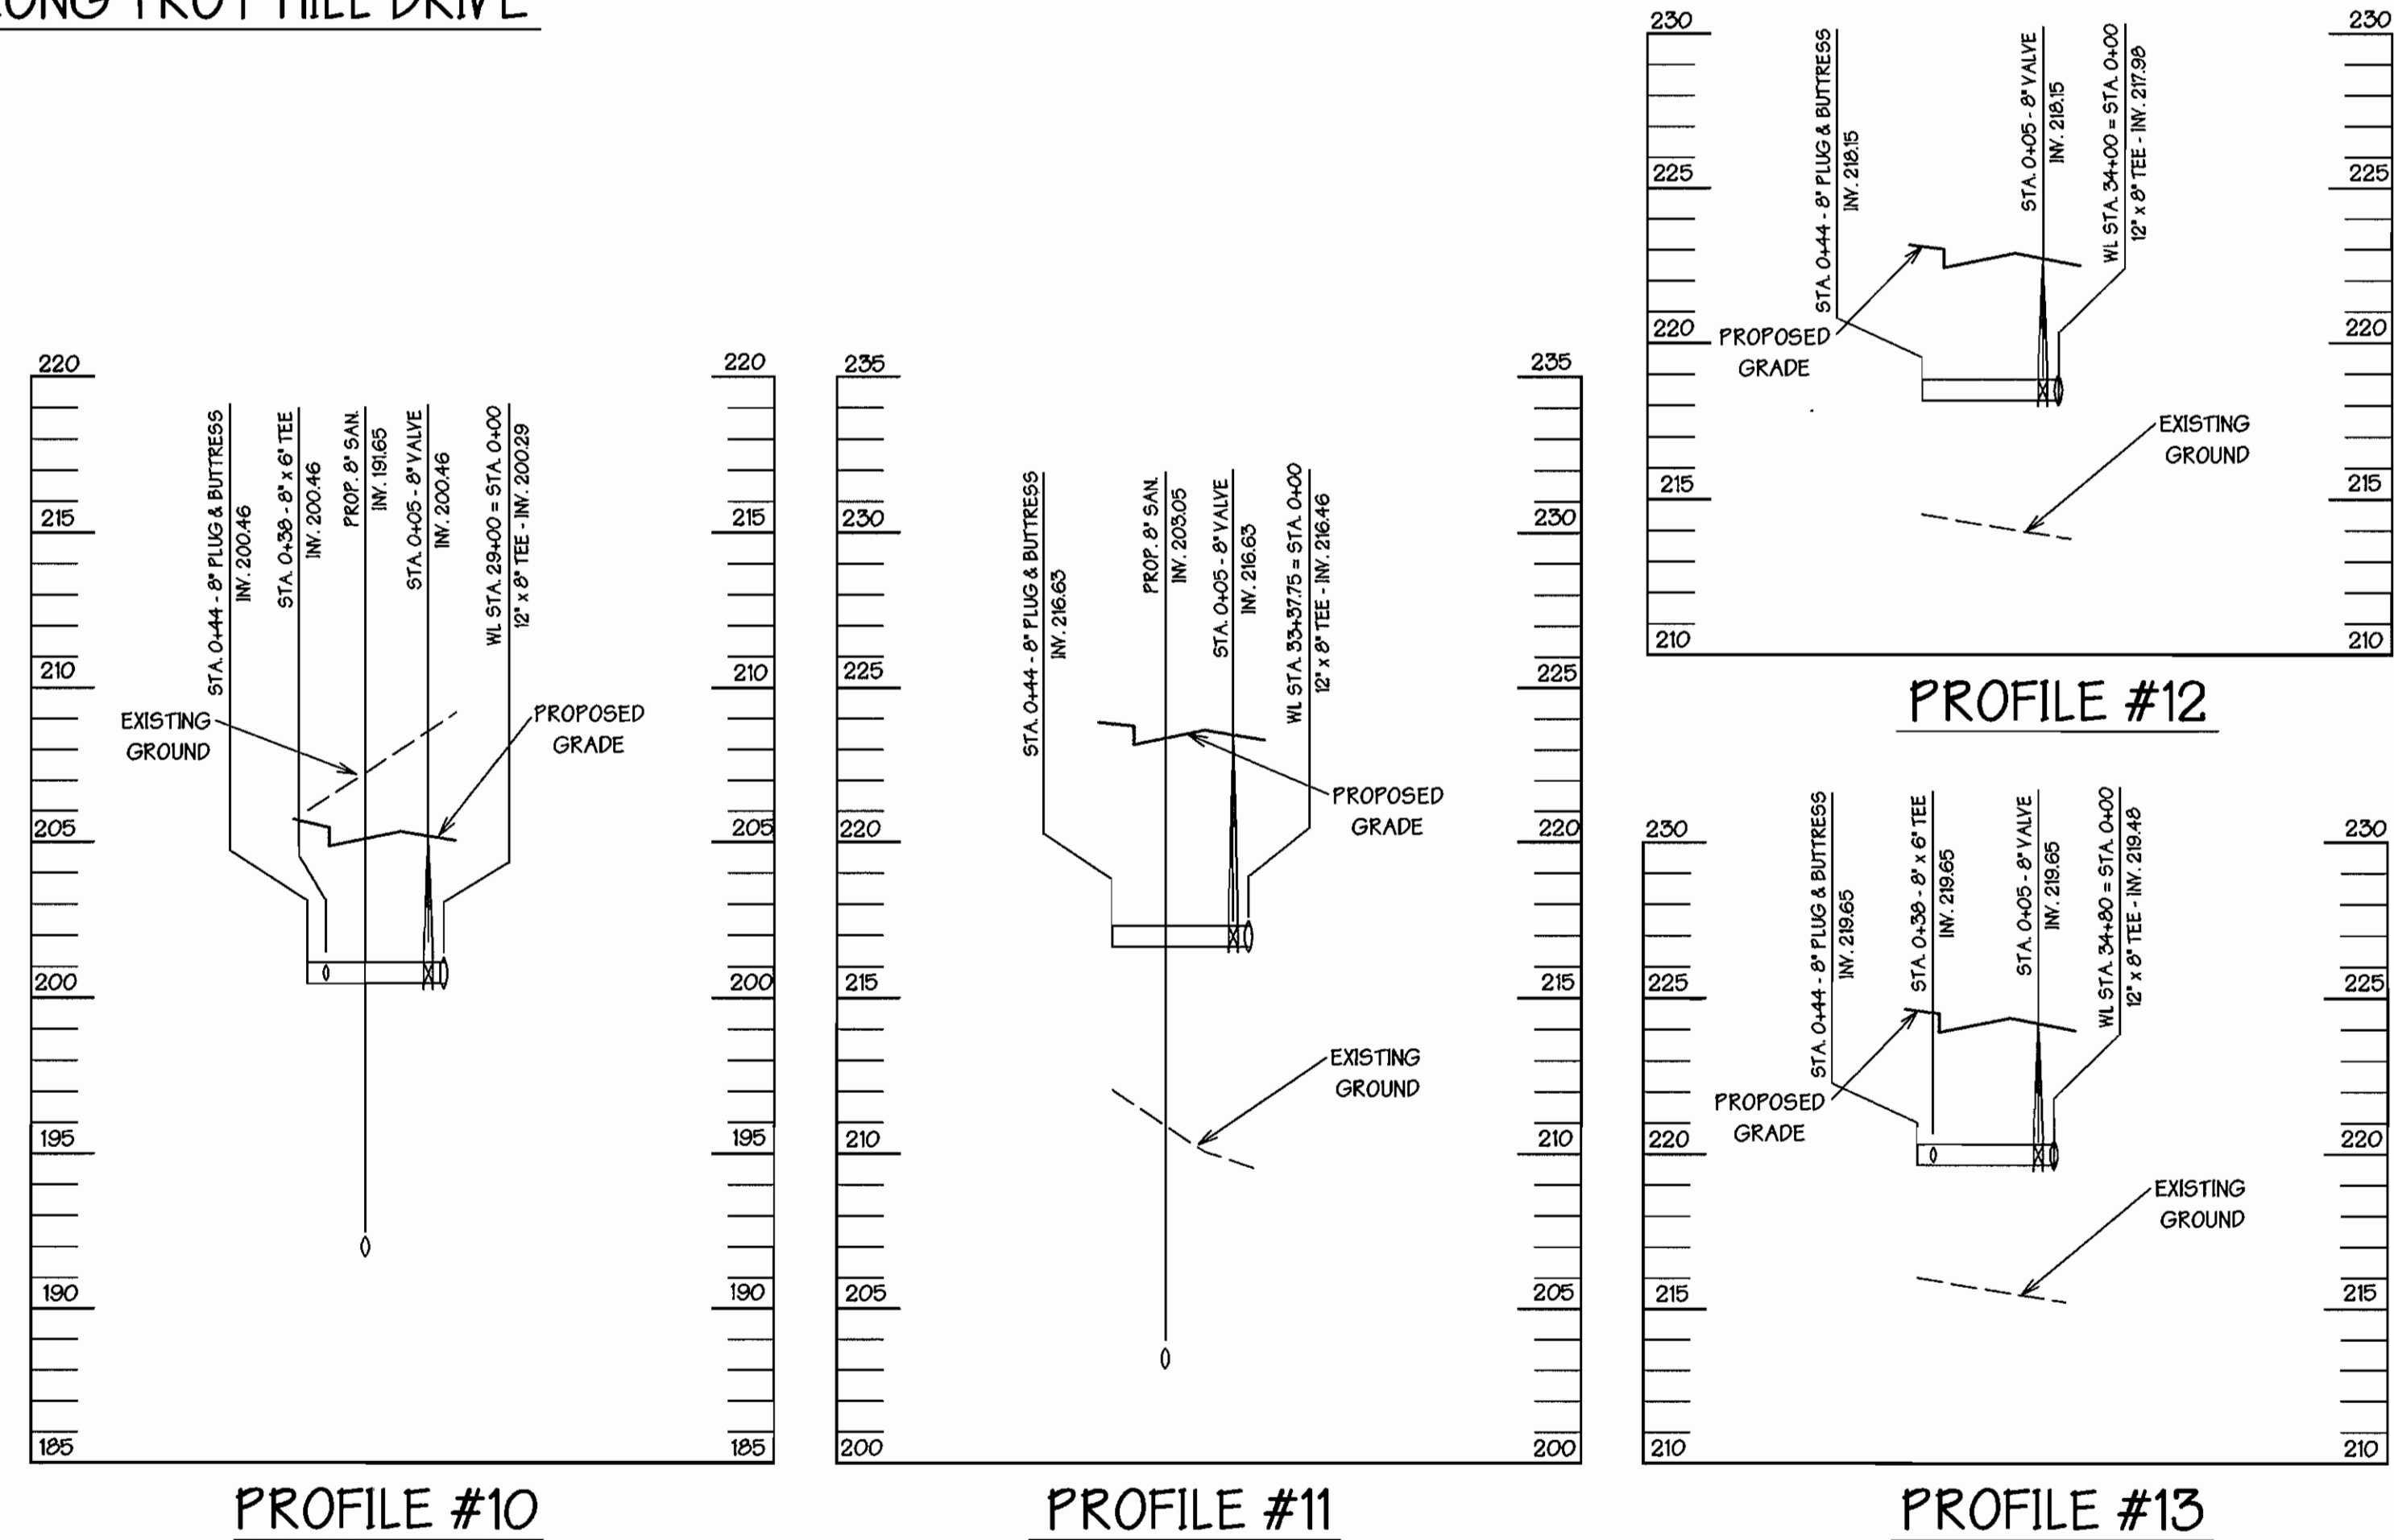 TROT HILL DRIVE
220
220
STA. 0+44 - 8" PLUG & BUTTRESS
INV. 200.46
STA. 0+38 - 8" x 6" TEE
INV. 200.46
PROP. 8" SAN.
INV. 191.65
STA. 0+05 - 8" VALVE
INV. 200.46
WL STA. 29+00 = STA. 0+00
12" x 8" TEE - INV. 200.29
215
215
210
210
EXISTING
GROUND
PROPOSED
GRADE
205
205
200
200
195
195
190
190
185
185
PROFILE #10
235
235
STA. 0+44 - 8" PLUG & BUTTRESS
INV. 216.63
PROP. 8" SAN.
INV. 203.05
STA. 0+05 - 8" VALVE
INV. 216.63
WL STA. 33+37.75 = STA. 0+00
12" x 8" TEE - INV. 216.46
230
230
225
225
PROPOSED
GRADE
220
220
215
215
EXISTING
GROUND
210
210
205
205
200
200
PROFILE #11
230
230
STA. 0+44 - 8" PLUG & BUTTRESS
INV. 218.15
STA. 0+05 - 8" VALVE
INV. 218.15
WL STA. 34+00 = STA. 0+00
12" x 8" TEE - INV. 217.98
225
225
220
220
PROPOSED
GRADE
EXISTING
GROUND
215
215
210
210
PROFILE #12
STA. 0+44 - 8" PLUG & BUTTRESS
INV. 219.65
STA. 0+38 - 8" x 6" TEE
INV. 219.65
STA. 0+05 - 8" VALVE
INV. 219.65
WL STA. 34+80 = STA. 0+00
12" x 8" TEE - INV. 219.48
230
230
225
225
PROPOSED
GRADE
220
220
EXISTING
GROUND
215
215
210
210
PROFILE #13